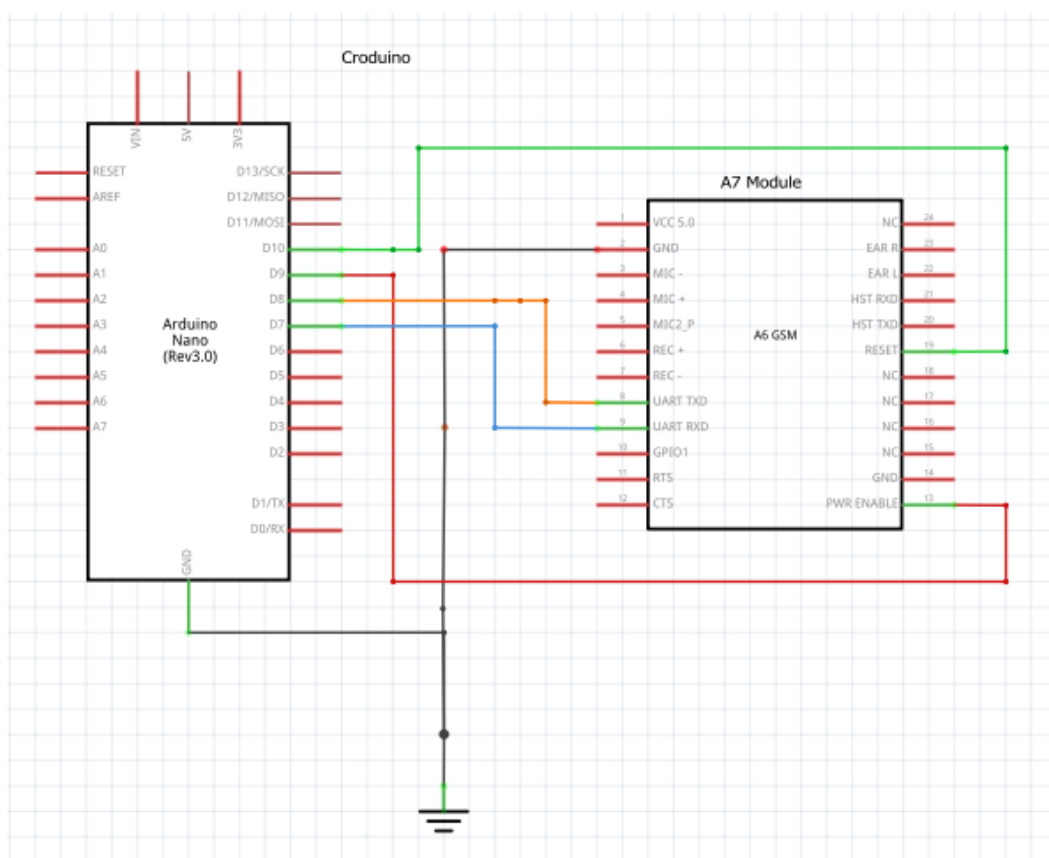 Croduino
VIN
5V
3V3
RESET
AREF
A0
A1
A2
A3
A4
A5
A6
A7
D13/SCK
D12/MISO
D11/MOSI
D10
D9
D8
D7
D6
D5
D4
D3
D2
D1/TX
D0/RX
Arduino
Nano
(Rev3.0)
GND
A7 Module
1 VCC 5.0
2 GND
3 MIC -
4 MIC +
5 MIC2_P
6 REC +
7 REC -
8 UART TXD
9 UART RXD
10 GPIO1
11 RTS
12 CTS
A6 GSM
NC 24
EAR R 23
EAR L 22
HST RXD 21
HST TXD 20
RESET 19
NC 18
NC 17
NC 16
NC 15
GND 14
PWR ENABLE 13